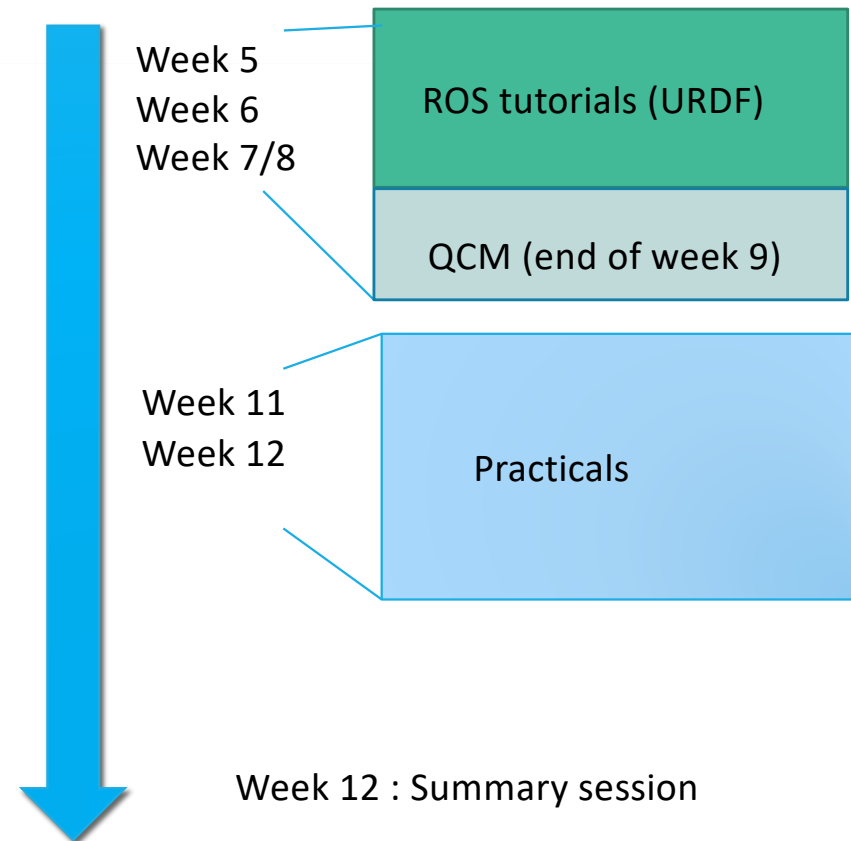 Week 5
Week 6
Week 7/8
ROS tutorials (URDF)
QCM (end of week 9)
Week 11
Week 12
Practicals
Week 12 : Summary session